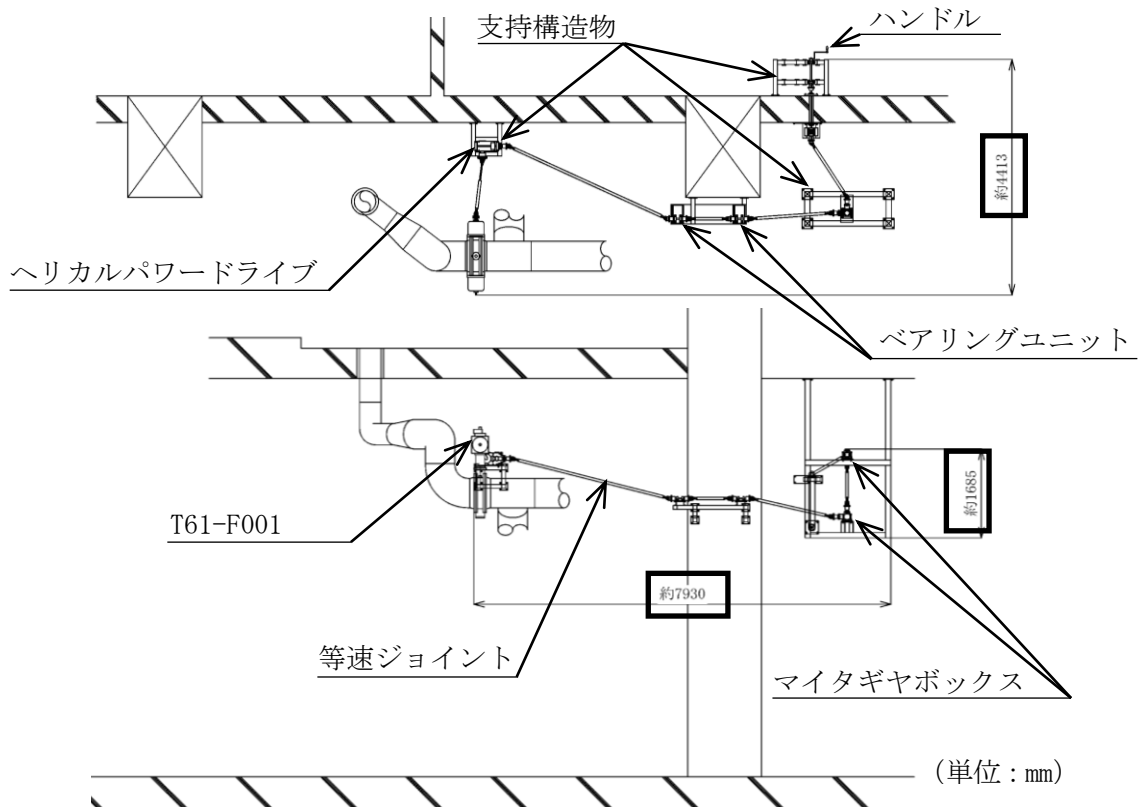 支持構造物
ハンドル
約4413
ヘリカルパワードライブ
ベアリングユニット
T61-F001
約1685
約7930
等速ジョイント
マイタギヤボックス
(単位:mm)